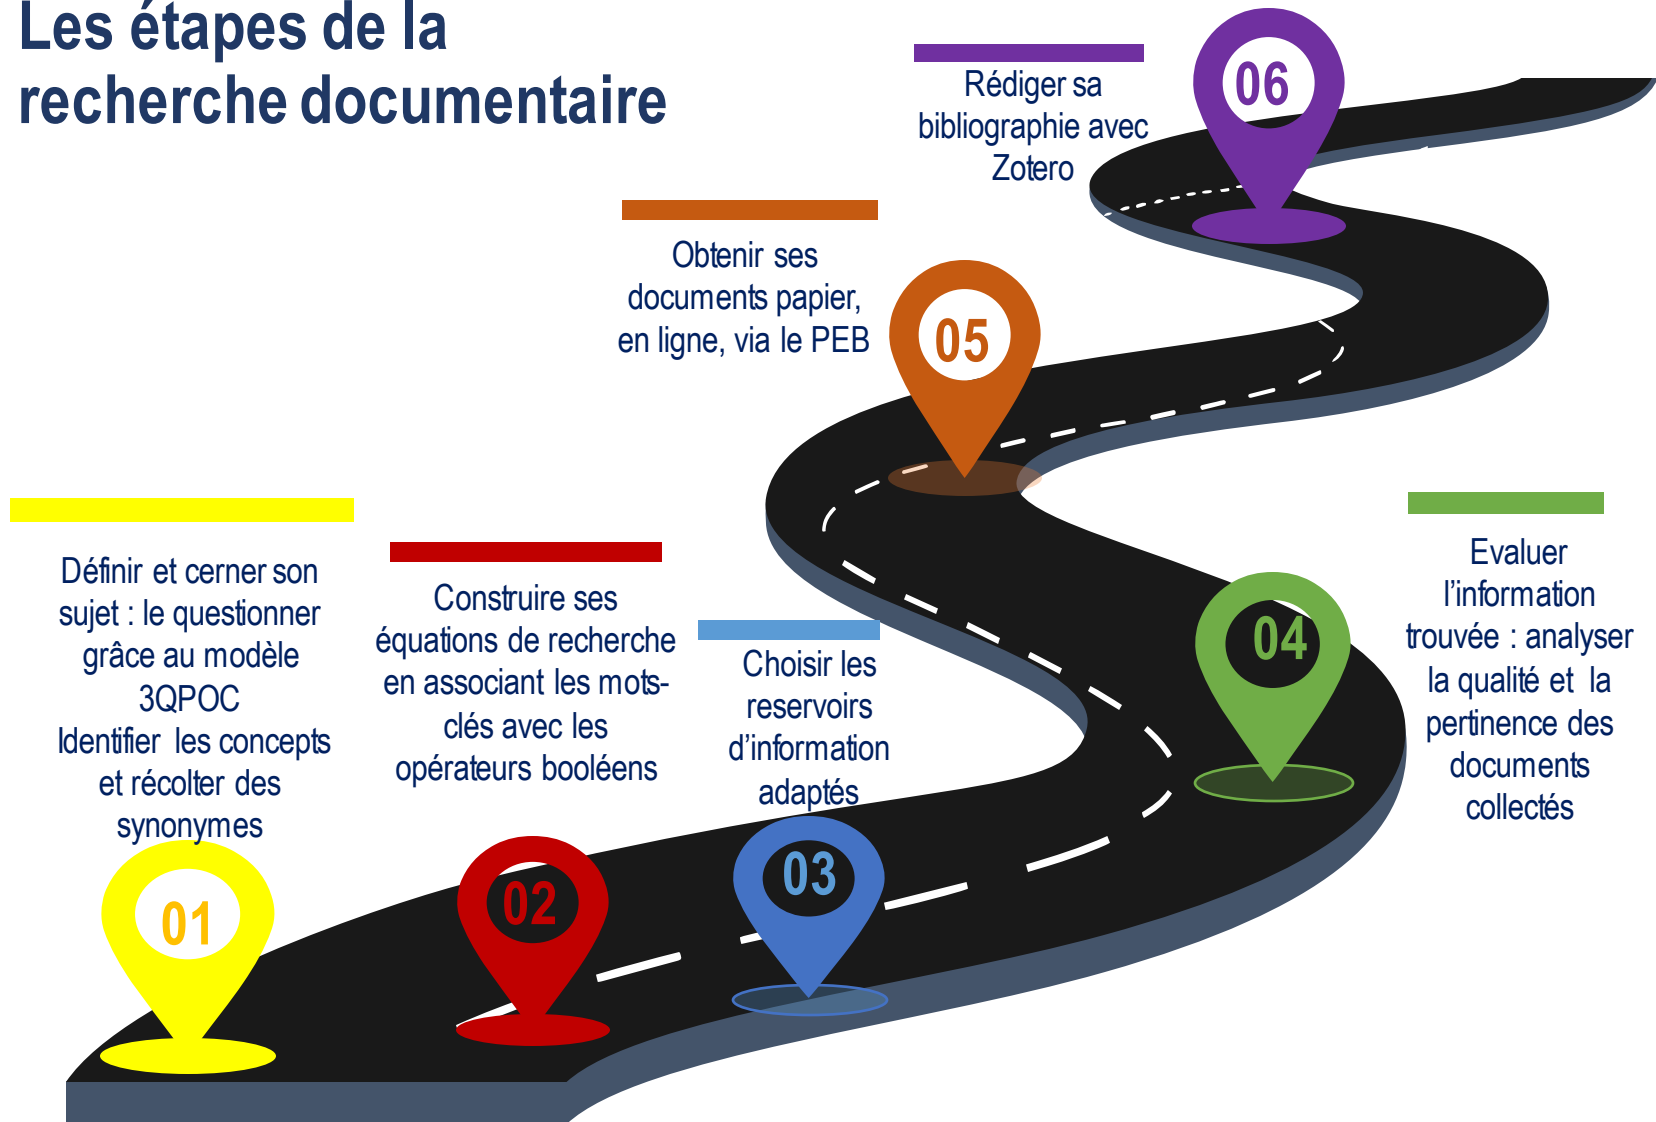 Les étapes de la
recherche documentaire
01
Définir et cerner son
sujet : le questionner
grâce au modèle
3QPOC
Identifier les concepts
et récolter des
synonymes
02
Construire ses
équations de recherche
en associant les mots-
clés avec les
opérateurs booléens
03
Choisir les
reservoirs
d’information
adaptés
04
Evaluer
l’information
trouvée : analyser
la qualité et la
pertinence des
documents
collectés
05
Obtenir ses
documents papier,
en ligne, via le PEB
06
Rédiger sa
bibliographie avec
Zotero